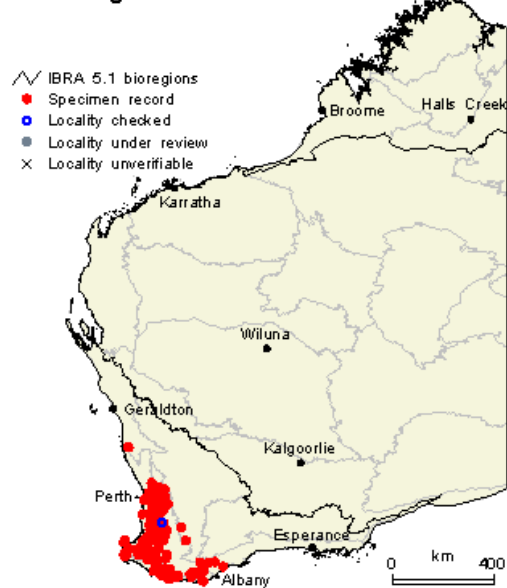 IBRA 5.1 bioregions
Specimen record
Locality checked
Locality under review
Locality unverifiable
Broome
Halls Creek
Karratha
Wiluna
Geraldton
Kalgoorlie
Perth
Esperance
Albany
km
0 400